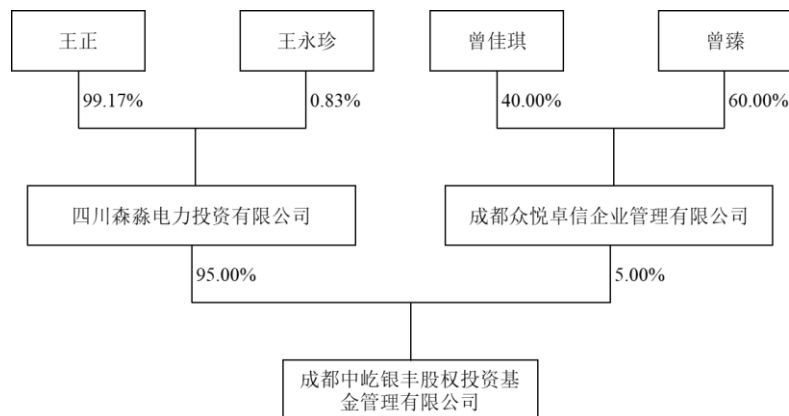 王正
王永珍
曾佳琪
曾臻
99.17%
0.83%
40.00%
60.00%
四川森淼电力投资有限公司
成都众悦卓信企业管理有限公司
95.00%
5.00%
成都中屹银丰股权投资基
金管理有限公司